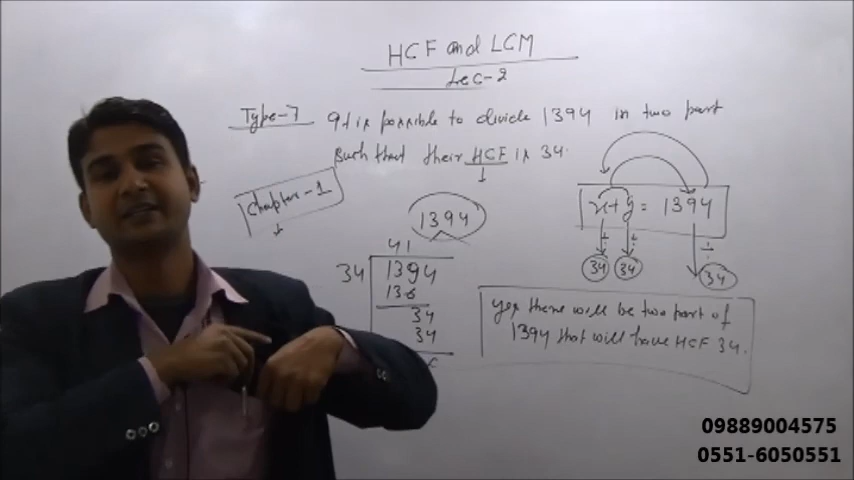 HCF and LCM
Lec-2
Type-7 It is possible to divide 1394 in two part
such that their HCF is 34.
Chapter-1
1394
x+y = 1394
41
34 1394
136
34
34
÷ ÷ ÷
34 34 34
yes there will be two part of
1394 that will have HCF 34.
09889004575
0551-6050551